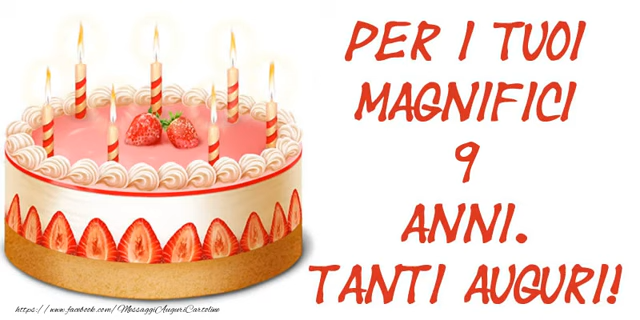 PER I TUOI
MAGNIFICI
9
ANNI.
TANTI AUGURI!
https://www.facebook.com/MessaggiAuguriCartoline